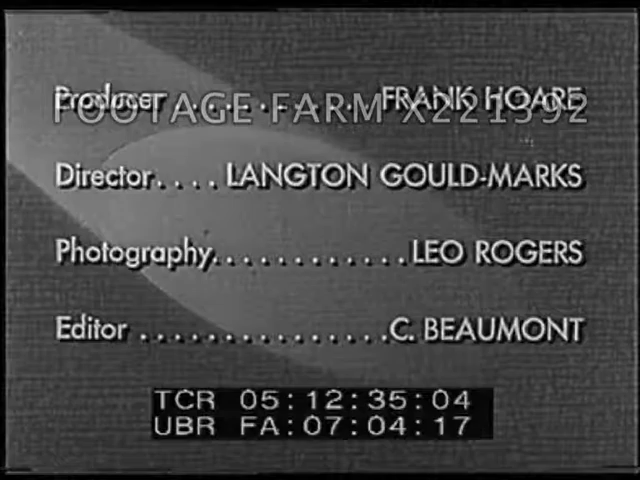 Producer .......... FRANK HOARE
FOOTAGE FARM X221392
Director.... LANGTON GOULD-MARKS
Photography............ LEO ROGERS
Editor ................ C. BEAUMONT
TCR 05:12:35:04
UBR FA:07:04:17